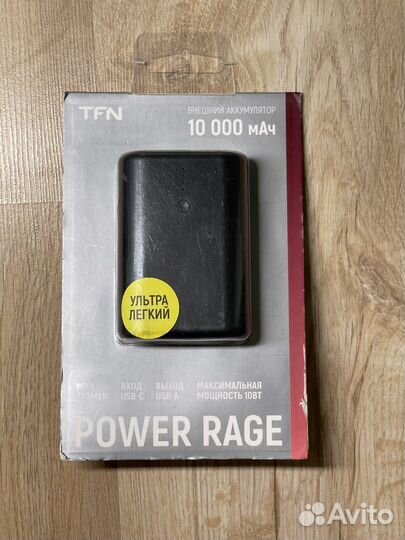 TFN
ВНЕШНИЙ АККУМУЛЯТОР
10 000 мАч
УЛЬТРА
ЛЕГКИЙ
ВХОД ВЫХОД МАКСИМАЛЬНАЯ
USB-C USB-A МОЩНОСТЬ 10ВТ
POWER RAGE
Avito